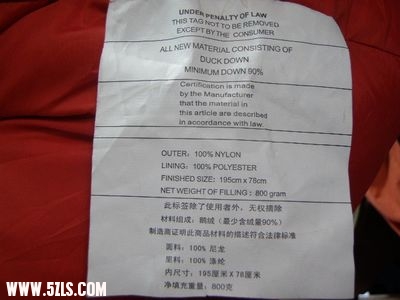 UNDER PENALTY OF LAW
THIS TAG NOT TO BE REMOVED
EXCEPT BY THE CONSUMER
ALL NEW MATERIAL CONSISTING OF
DUCK DOWN
MINIMUM DOWN 90%
Certification is made
by the Manufacturer
that the material in
this article are described
in accordance with law.
OUTER: 100% NYLON
LINING: 100% POLYESTER
FINISHED SIZE: 195cm x 78cm
NET WEIGHT OF FILLING : 800 gram
此标签除了使用者外，无权摘除
材料组成：鹅绒（最少含绒量90%）
制造商证明此商品材料的描述符合法律标准
面料：100% 尼龙
里料：100% 涤纶
内尺寸：195厘米 X 78厘米
净填充重量：800克
WWW.5ZLS.COM